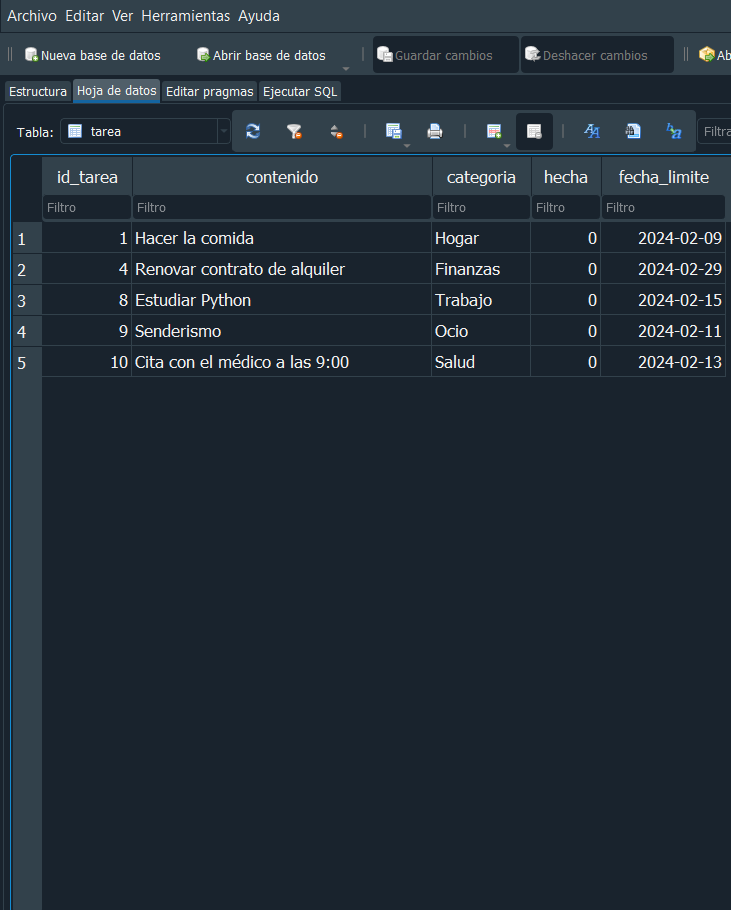 Archivo Editar Ver Herramientas Ayuda
Nueva base de datos Abrir base de datos Guardar cambios Deshacer cambios
Estructura Hoja de datos Editar pragmas Ejecutar SQL
Tabla: tarea
id_tarea contenido categoria hecha fecha_limite
Filtro Filtro Filtro Filtro Filtro
1 1 Hacer la comida Hogar 0 2024-02-09
2 4 Renovar contrato de alquiler Finanzas 0 2024-02-29
3 8 Estudiar Python Trabajo 0 2024-02-15
4 9 Senderismo Ocio 0 2024-02-11
5 10 Cita con el médico a las 9:00 Salud 0 2024-02-13